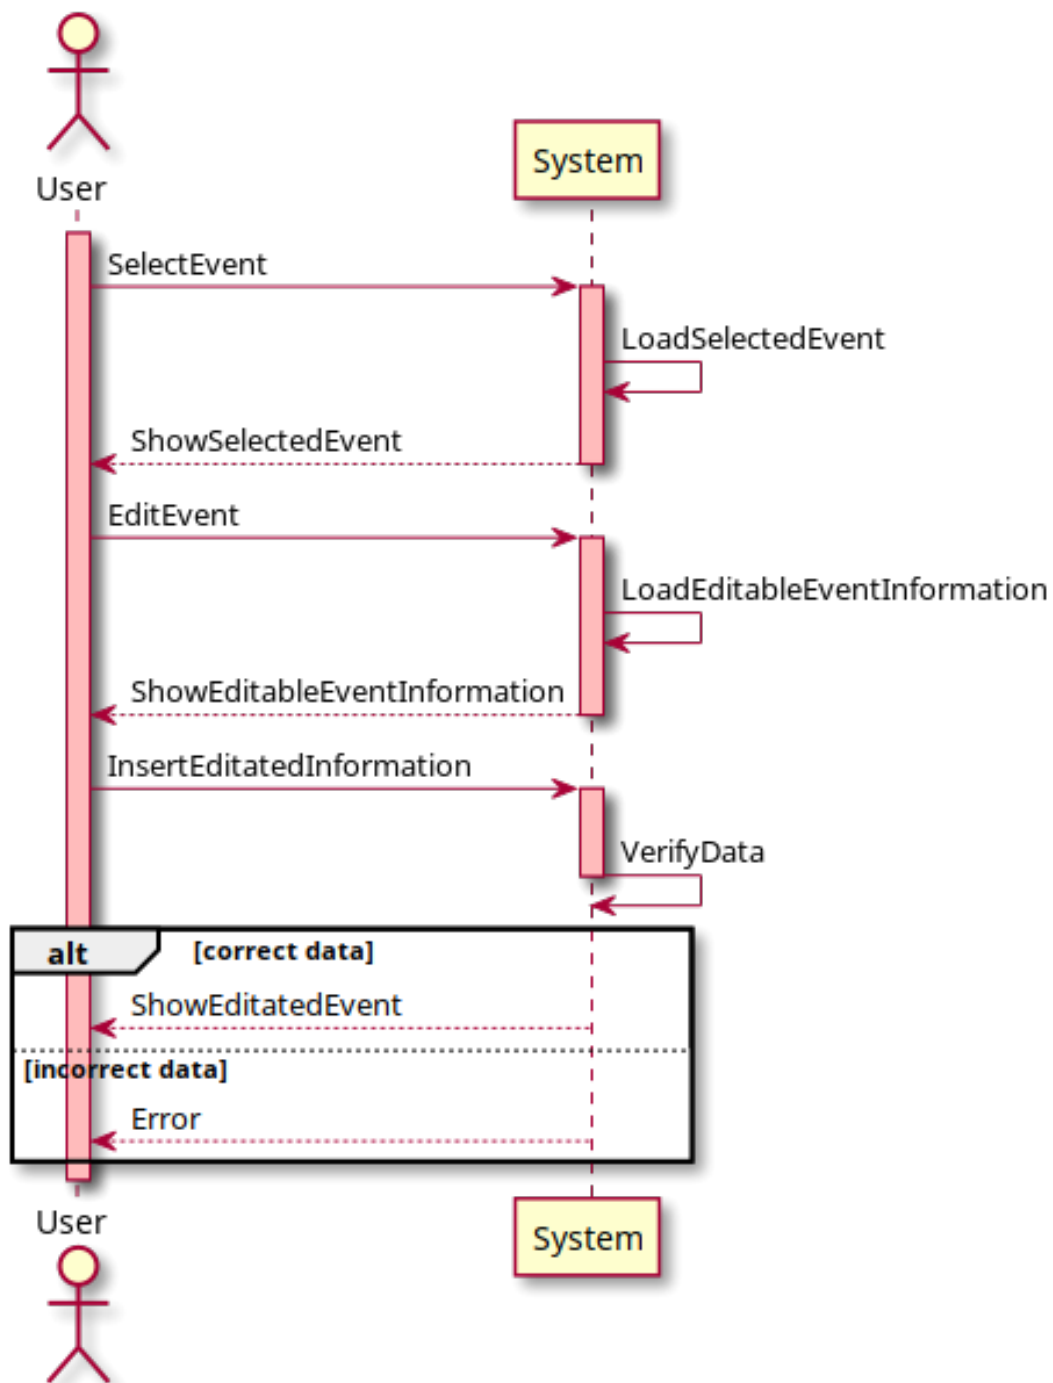 User
System
SelectEvent
LoadSelectedEvent
ShowSelectedEvent
EditEvent
LoadEditableEventInformation
ShowEditableEventInformation
InsertEditatedInformation
VerifyData
alt [correct data]
ShowEditatedEvent
[incorrect data]
Error
User
System